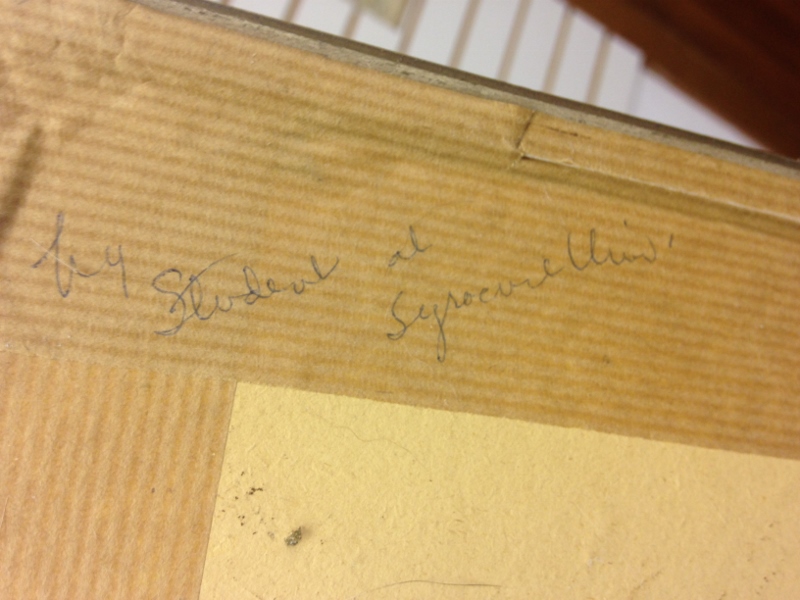 by Student at
Syracuse Univ.